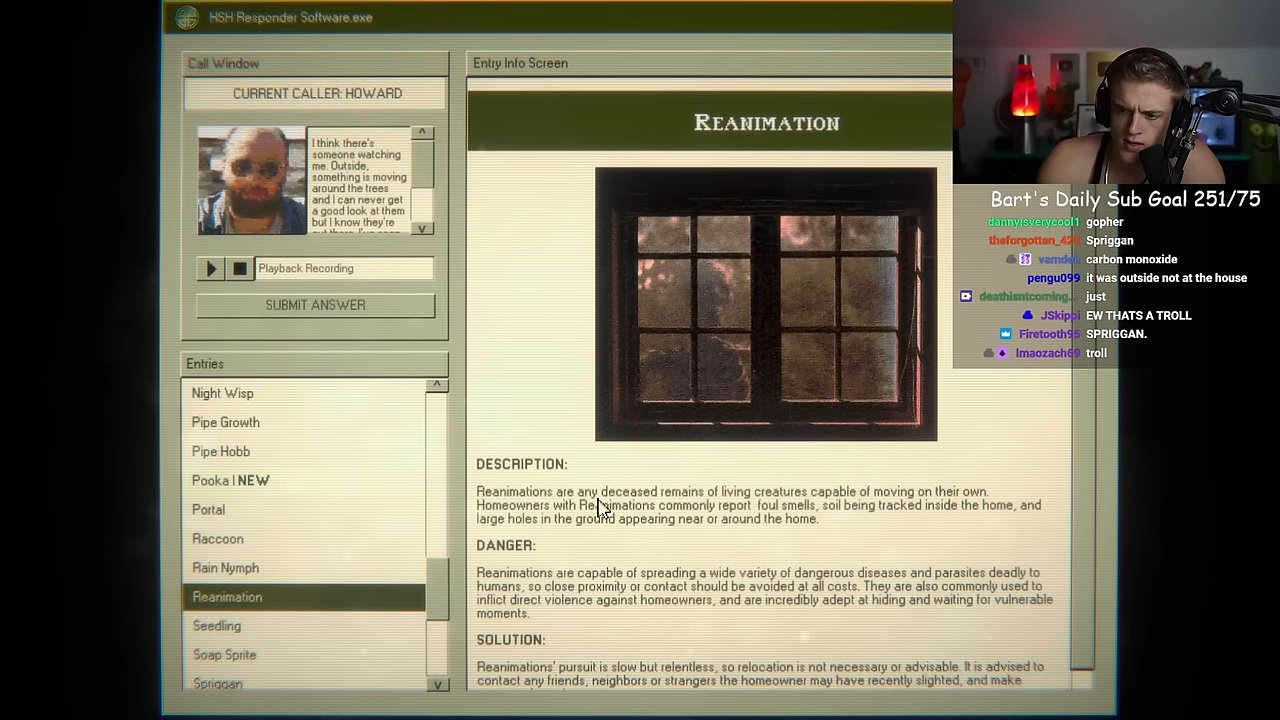 HSH Responder Software.exe
Call Window
CURRENT CALLER: HOWARD
I think there's
someone watching
me. Outside,
something is moving
around the trees
and I can never get
a good look at them
but I know they're
Playback Recording
SUBMIT ANSWER
Entries
Night Wisp
Pipe Growth
Pipe Hobb
Pooka | NEW
Portal
Raccoon
Rain Nymph
Reanimation
Seedling
Soap Sprite
Spriggan
Entry Info Screen
REANIMATION
DESCRIPTION:
Reanimations are any deceased remains of living creatures capable of moving on their own.
Homeowners with Reanimations commonly report foul smells, soil being tracked inside the home, and
large holes in the ground appearing near or around the home.
DANGER:
Reanimations are capable of spreading a wide variety of dangerous diseases and parasites deadly to
humans, so close proximity or contact should be avoided at all costs. They are also commonly used to
inflict direct violence against homeowners, and are incredibly adept at hiding and waiting for vulnerable
moments.
SOLUTION:
Reanimations' pursuit is slow but relentless, so relocation is not necessary or advisable. It is advised to
contact any friends, neighbors or strangers the homeowner may have recently slighted, and make
Bart's Daily Sub Goal 251/75
dannyisverycool1 gopher
theforgotten_42 Spriggan
vamde carbon monoxide
pengu099 it was outside not at the house
deathisntcoming... just
JSkippi EW THATS A TROLL
Firetooth95 SPRIGGAN.
lmaozach69 troll